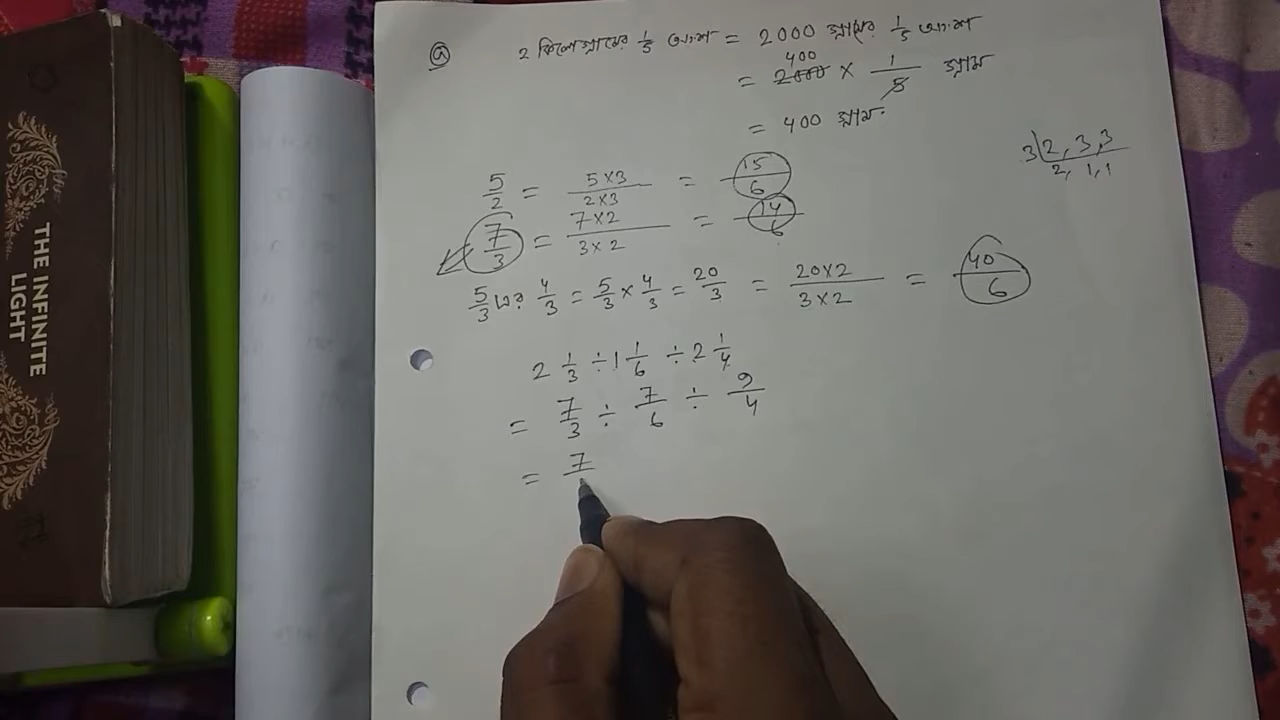 THE INFINITE
LIGHT
২ কিলোগ্রামের 1/5 অংশ = 2000 গ্রামের 1/5 অংশ
400
= 2000 × 1/5 গ্রাম
= 400 গ্রাম.
3 2, 3, 3
2, 1, 1
5/2 = 5×3/2×3 = 15/6
7/3 = 7×2/3×2 = 14/6
5/3 এর 4/3 = 5/3 × 4/3 = 20/3 = 20×2/3×2 = 40/6
2 1/3 ÷ 1 1/6 ÷ 2 1/4
= 7/3 ÷ 7/6 ÷ 9/4
= 7